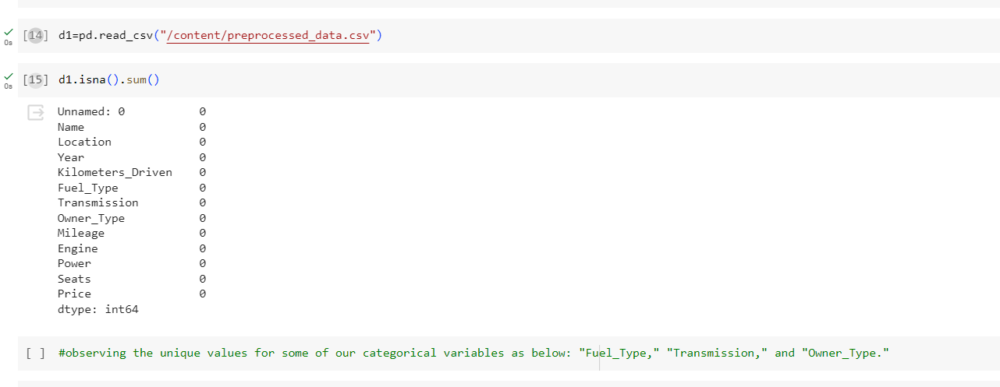 [14] d1=pd.read_csv("/content/preprocessed_data.csv")
0s
[15] d1.isna().sum()
0s
Unnamed: 0 0
Name 0
Location 0
Year 0
Kilometers_Driven 0
Fuel_Type 0
Transmission 0
Owner_Type 0
Mileage 0
Engine 0
Power 0
Seats 0
Price 0
dtype: int64
[ ] #observing the unique values for some of our categorical variables as below: "Fuel_Type," "Transmission," and "Owner_Type."